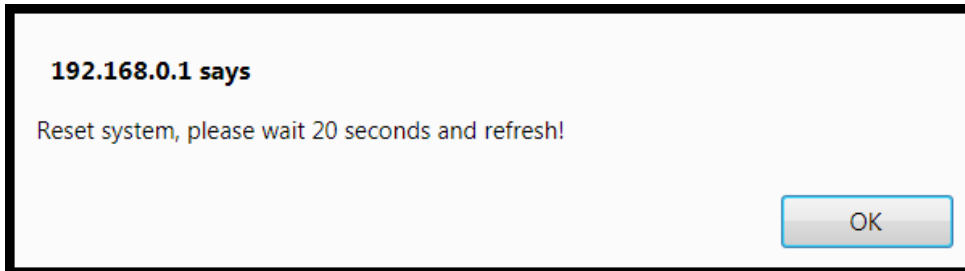 192.168.0.1 says
Reset system, please wait 20 seconds and refresh!
OK